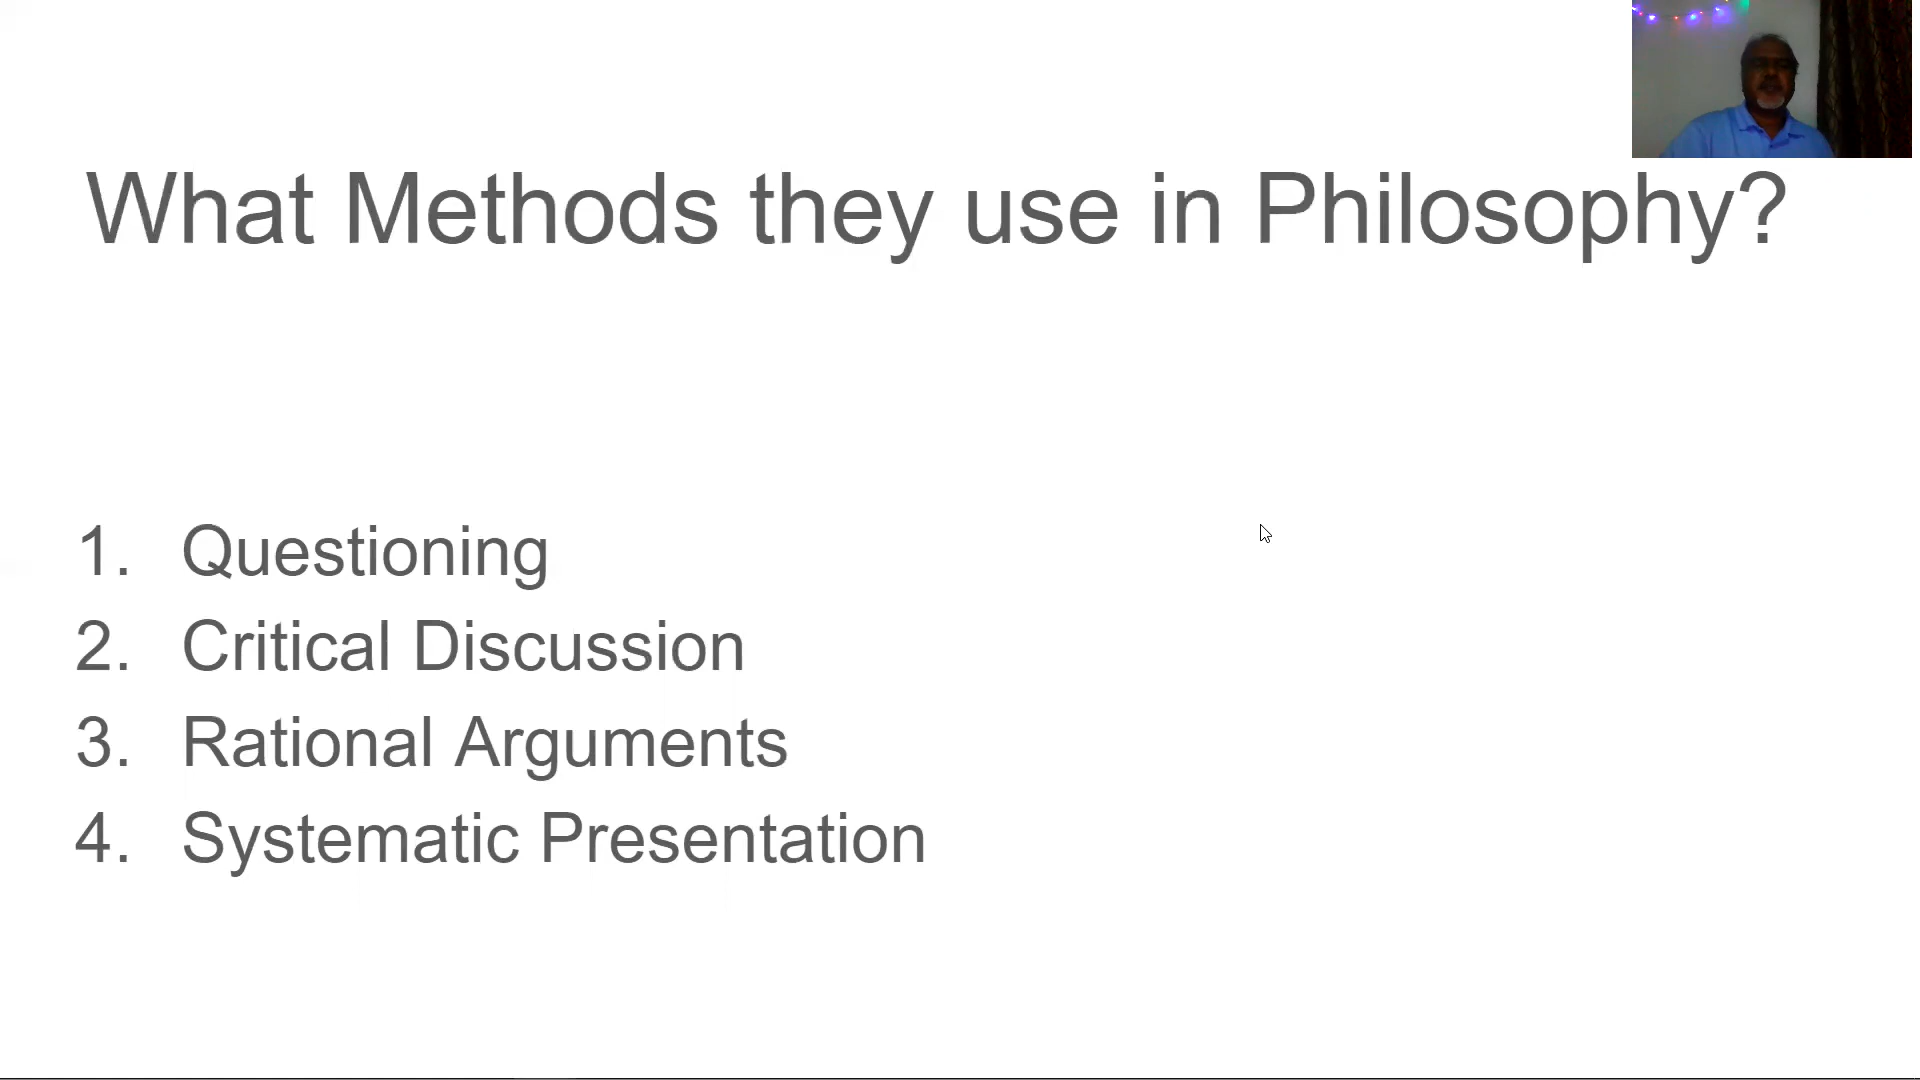 What Methods they use in Philosophy?
1. Questioning
2. Critical Discussion
3. Rational Arguments
4. Systematic Presentation